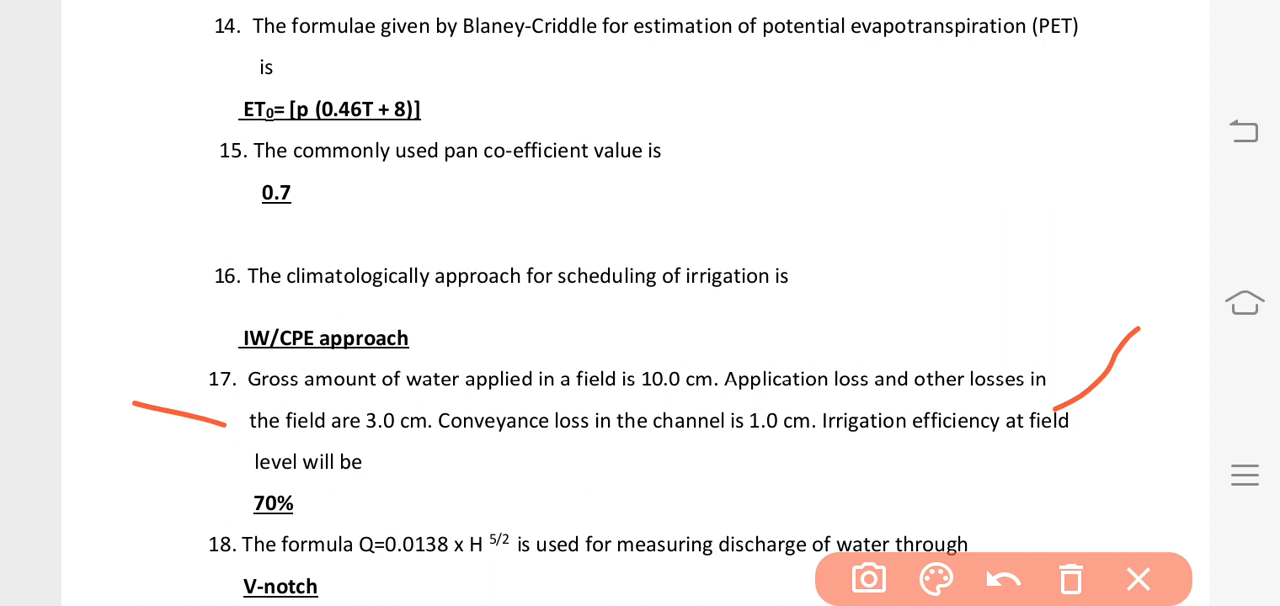 14. The formulae given by Blaney-Criddle for estimation of potential evapotranspiration (PET)
is
ET0= [p (0.46T + 8)]
15. The commonly used pan co-efficient value is
0.7
16. The climatologically approach for scheduling of irrigation is
IW/CPE approach
17. Gross amount of water applied in a field is 10.0 cm. Application loss and other losses in
the field are 3.0 cm. Conveyance loss in the channel is 1.0 cm. Irrigation efficiency at field
level will be
70%
18. The formula Q=0.0138 x H 5/2 is used for measuring discharge of water through
V-notch